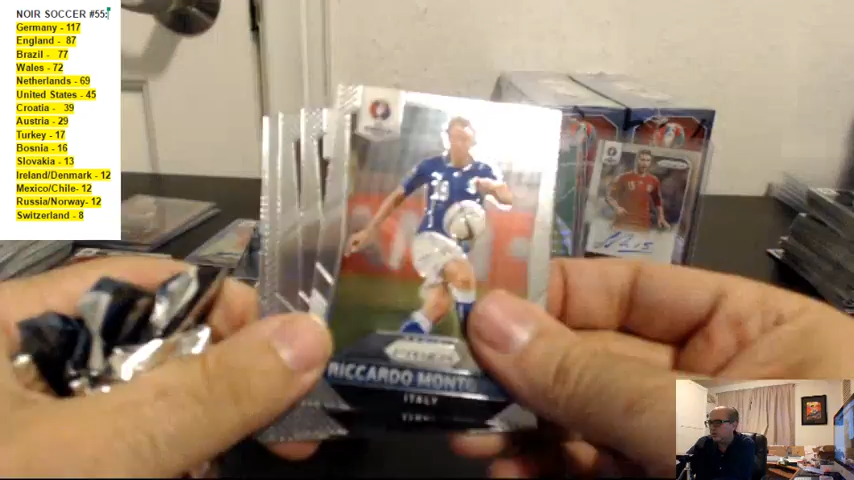 NOIR SOCCER #55:
Germany - 117
England - 87
Brazil - 77
Wales - 72
Netherlands - 69
United States - 45
Croatia - 39
Austria - 29
Turkey - 17
Bosnia - 16
Slovakia - 13
Ireland/Denmark - 12
Mexico/Chile- 12
Russia/Norway- 12
Switzerland - 8
PRIZM
RICCARDO MONT
ITALY